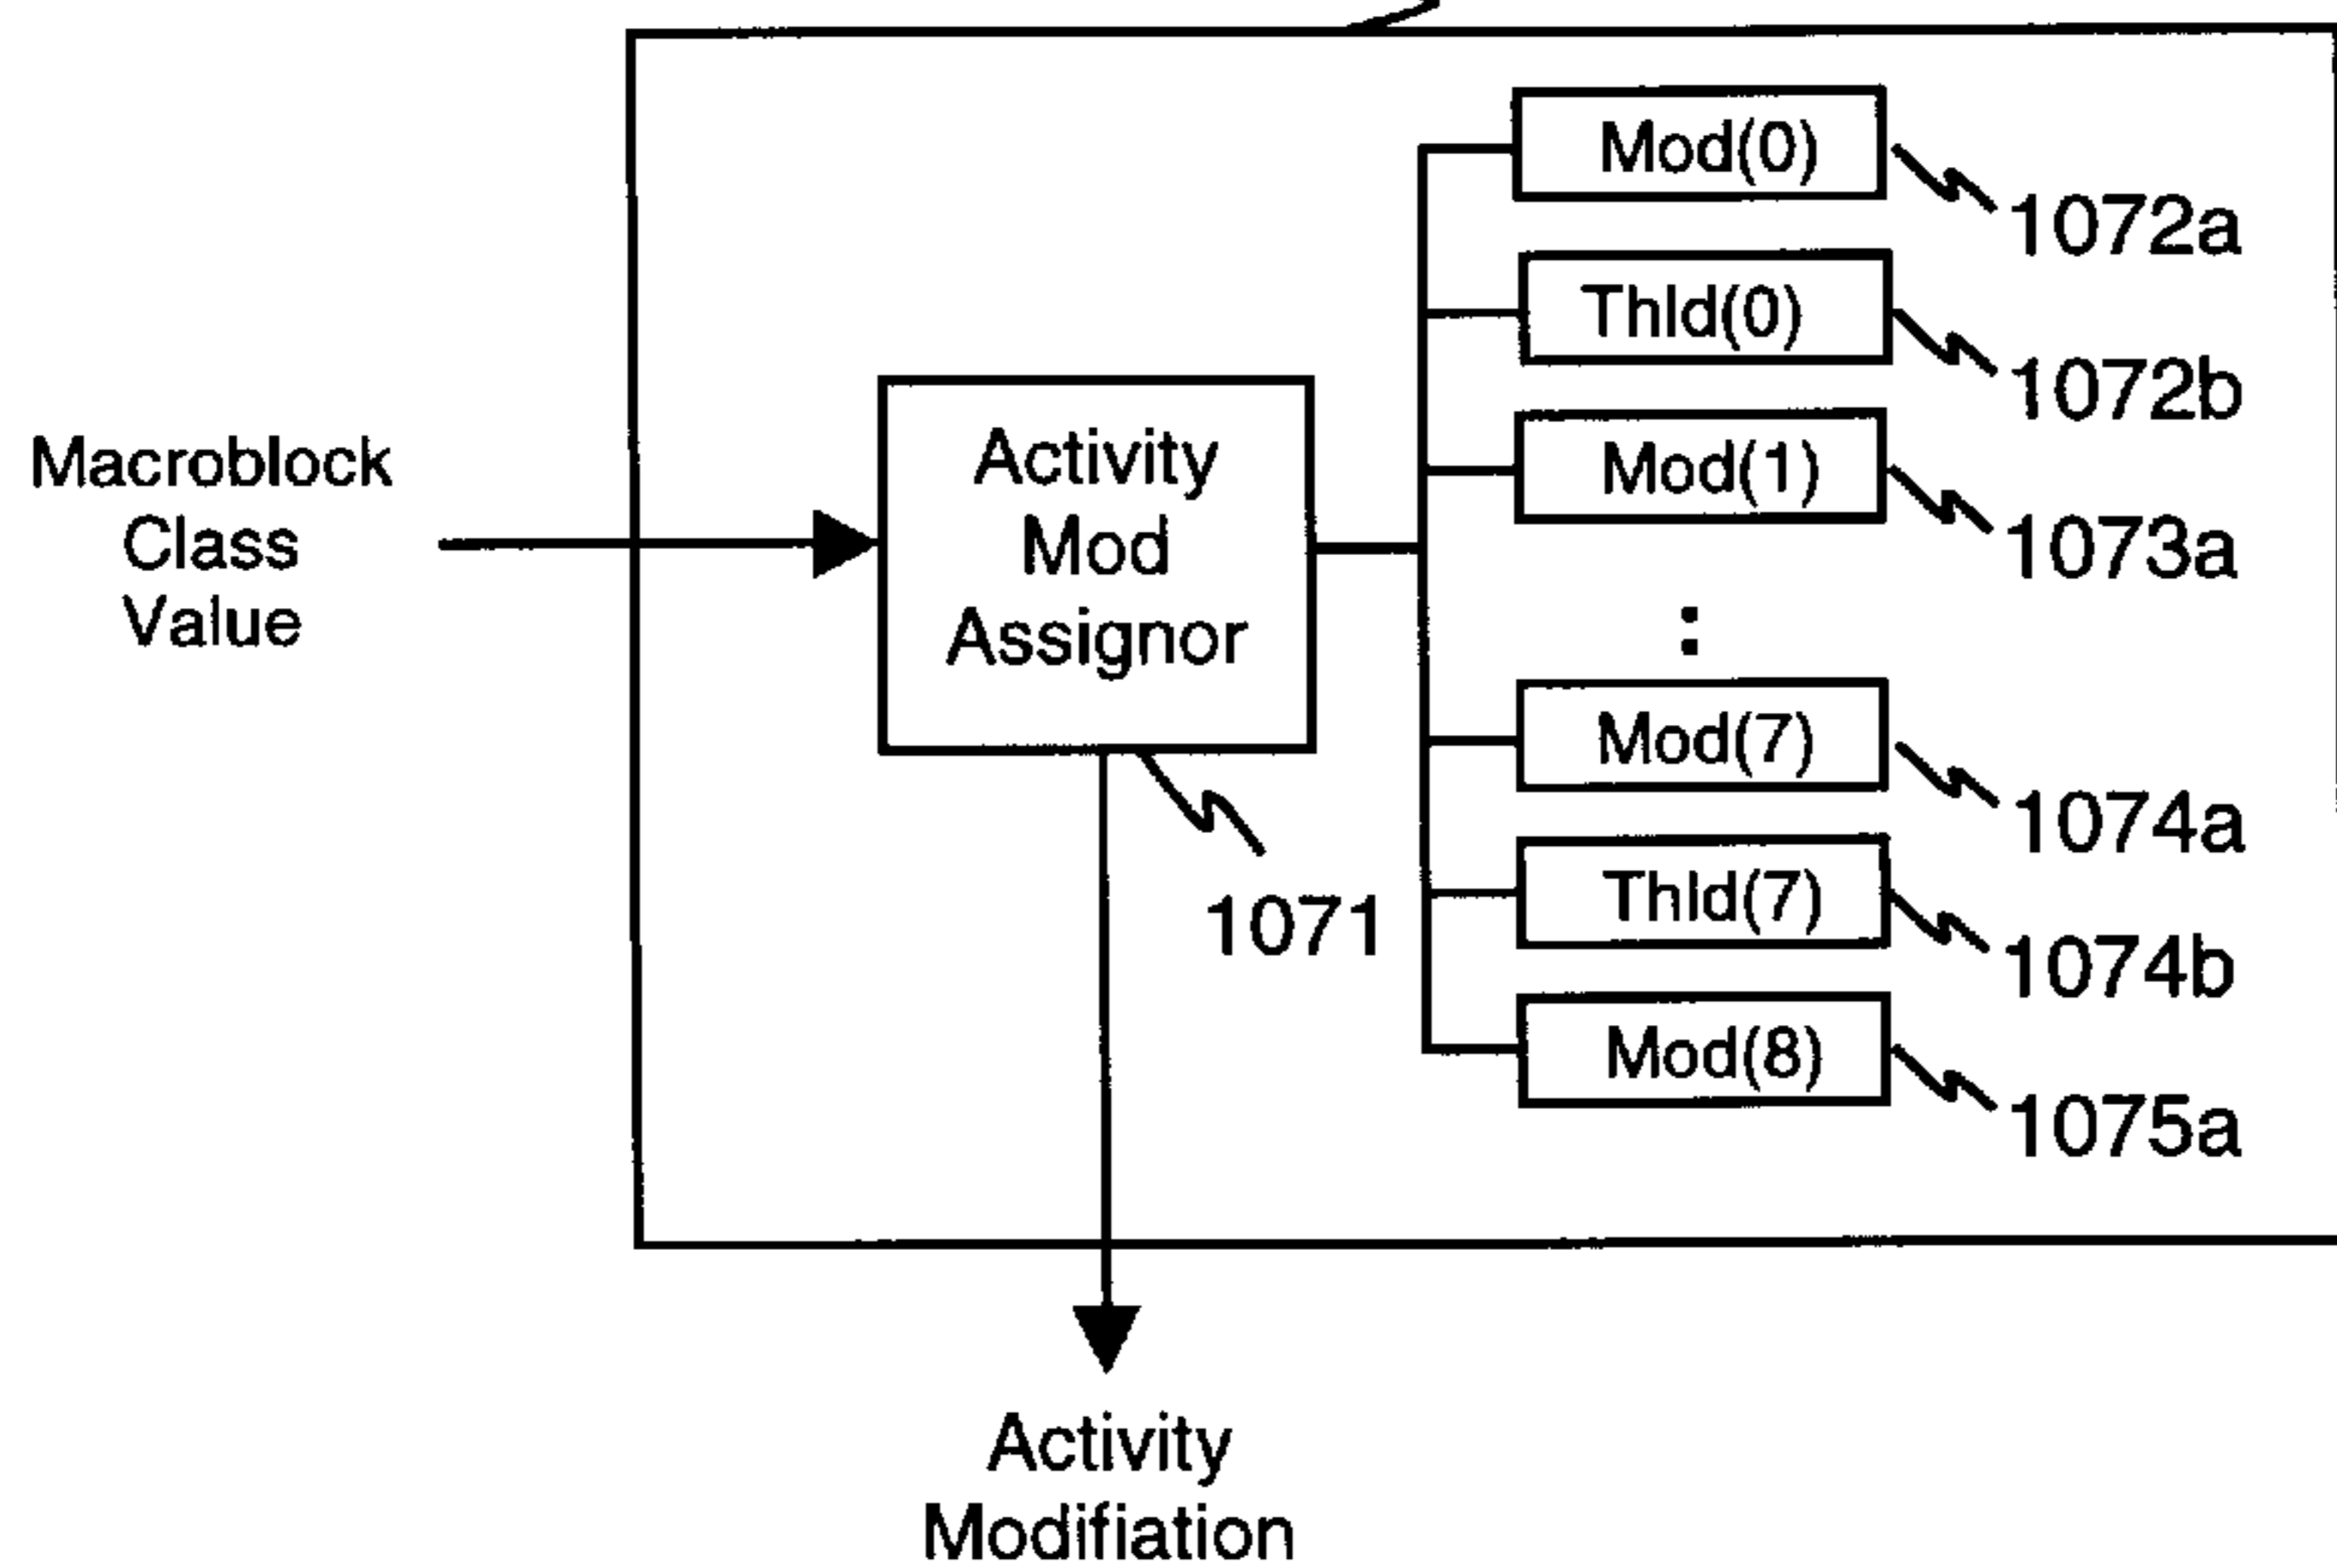 Mod(0)
1072a
Thld(0)
1072b
Mod(1)
1073a
Macroblock
Class
Value
Activity
Mod
Assignor
1071
:
Mod(7)
1074a
Thld(7)
1074b
Mod(8)
1075a
Activity
Modifiation